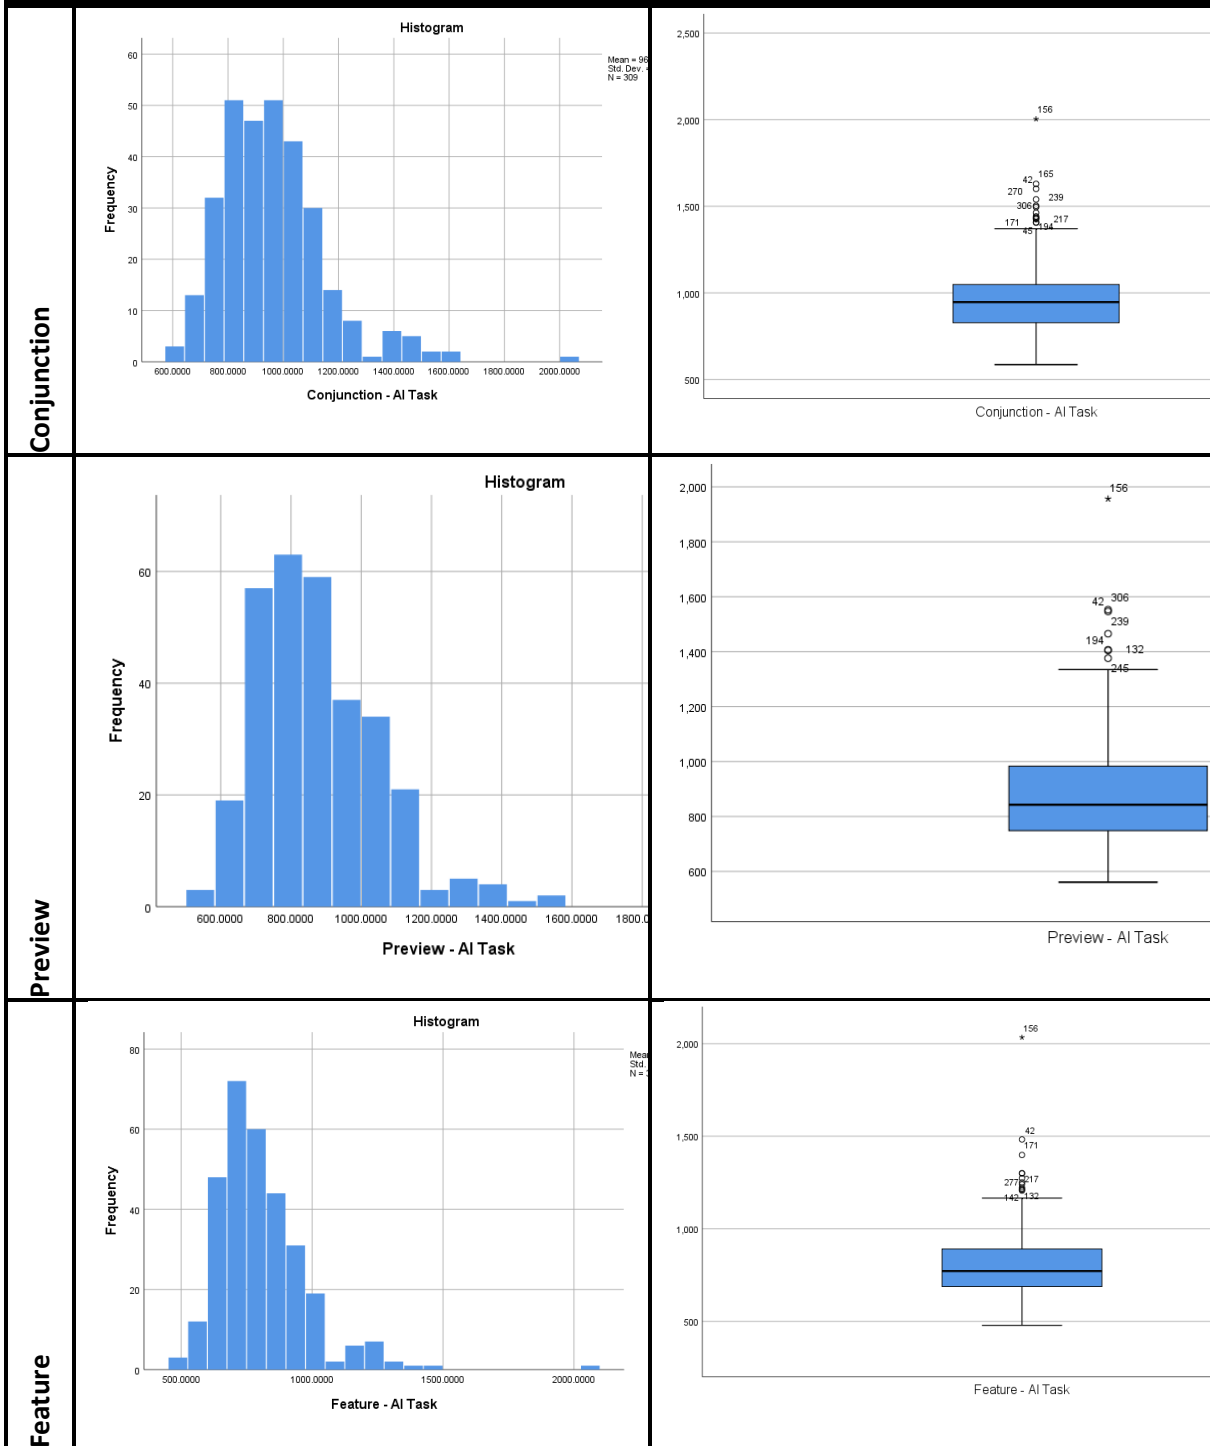 Conjunction
Histogram
Mean = 96
Std. Dev. =
N = 309
60
50
40
30
20
10
0
Frequency
600.0000 800.0000 1000.0000 1200.0000 1400.0000 1600.0000 1800.0000 2000.0000
Conjunction - AI Task
2,500
2,000
1,500
1,000
500
156
165
42
270
239
306
217
171
194
45
Conjunction - AI Task
Preview
Histogram
60
40
20
0
Frequency
600.0000 800.0000 1000.0000 1200.0000 1400.0000 1600.0000 1800.0
Preview - AI Task
2,000
1,800
1,600
1,400
1,200
1,000
800
600
156
42 306
239
194
132
245
Preview - AI Task
Feature
Histogram
Mea
Std.
N = 3
80
60
40
20
0
Frequency
500.0000 1000.0000 1500.0000 2000.0000
Feature - AI Task
2,000
1,500
1,000
500
156
42
171
277 217
142 132
Feature - AI Task